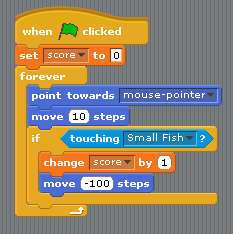 when clicked
set score to 0
forever
point towards mouse-pointer
move 10 steps
if touching Small Fish ?
change score by 1
move -100 steps